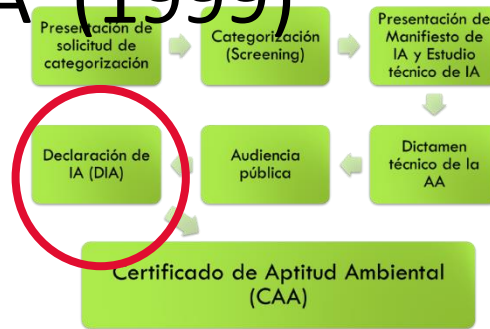 A (1999)
Presentación de
solicitud de
categorización
Categorización
(Screening)
Presentación de
Manifiesto de
IA y Estudio
técnico de IA
Declaración de
IA (DIA)
Audiencia
pública
Dictamen
técnico de la
AA
Certificado de Aptitud Ambiental
(CAA)